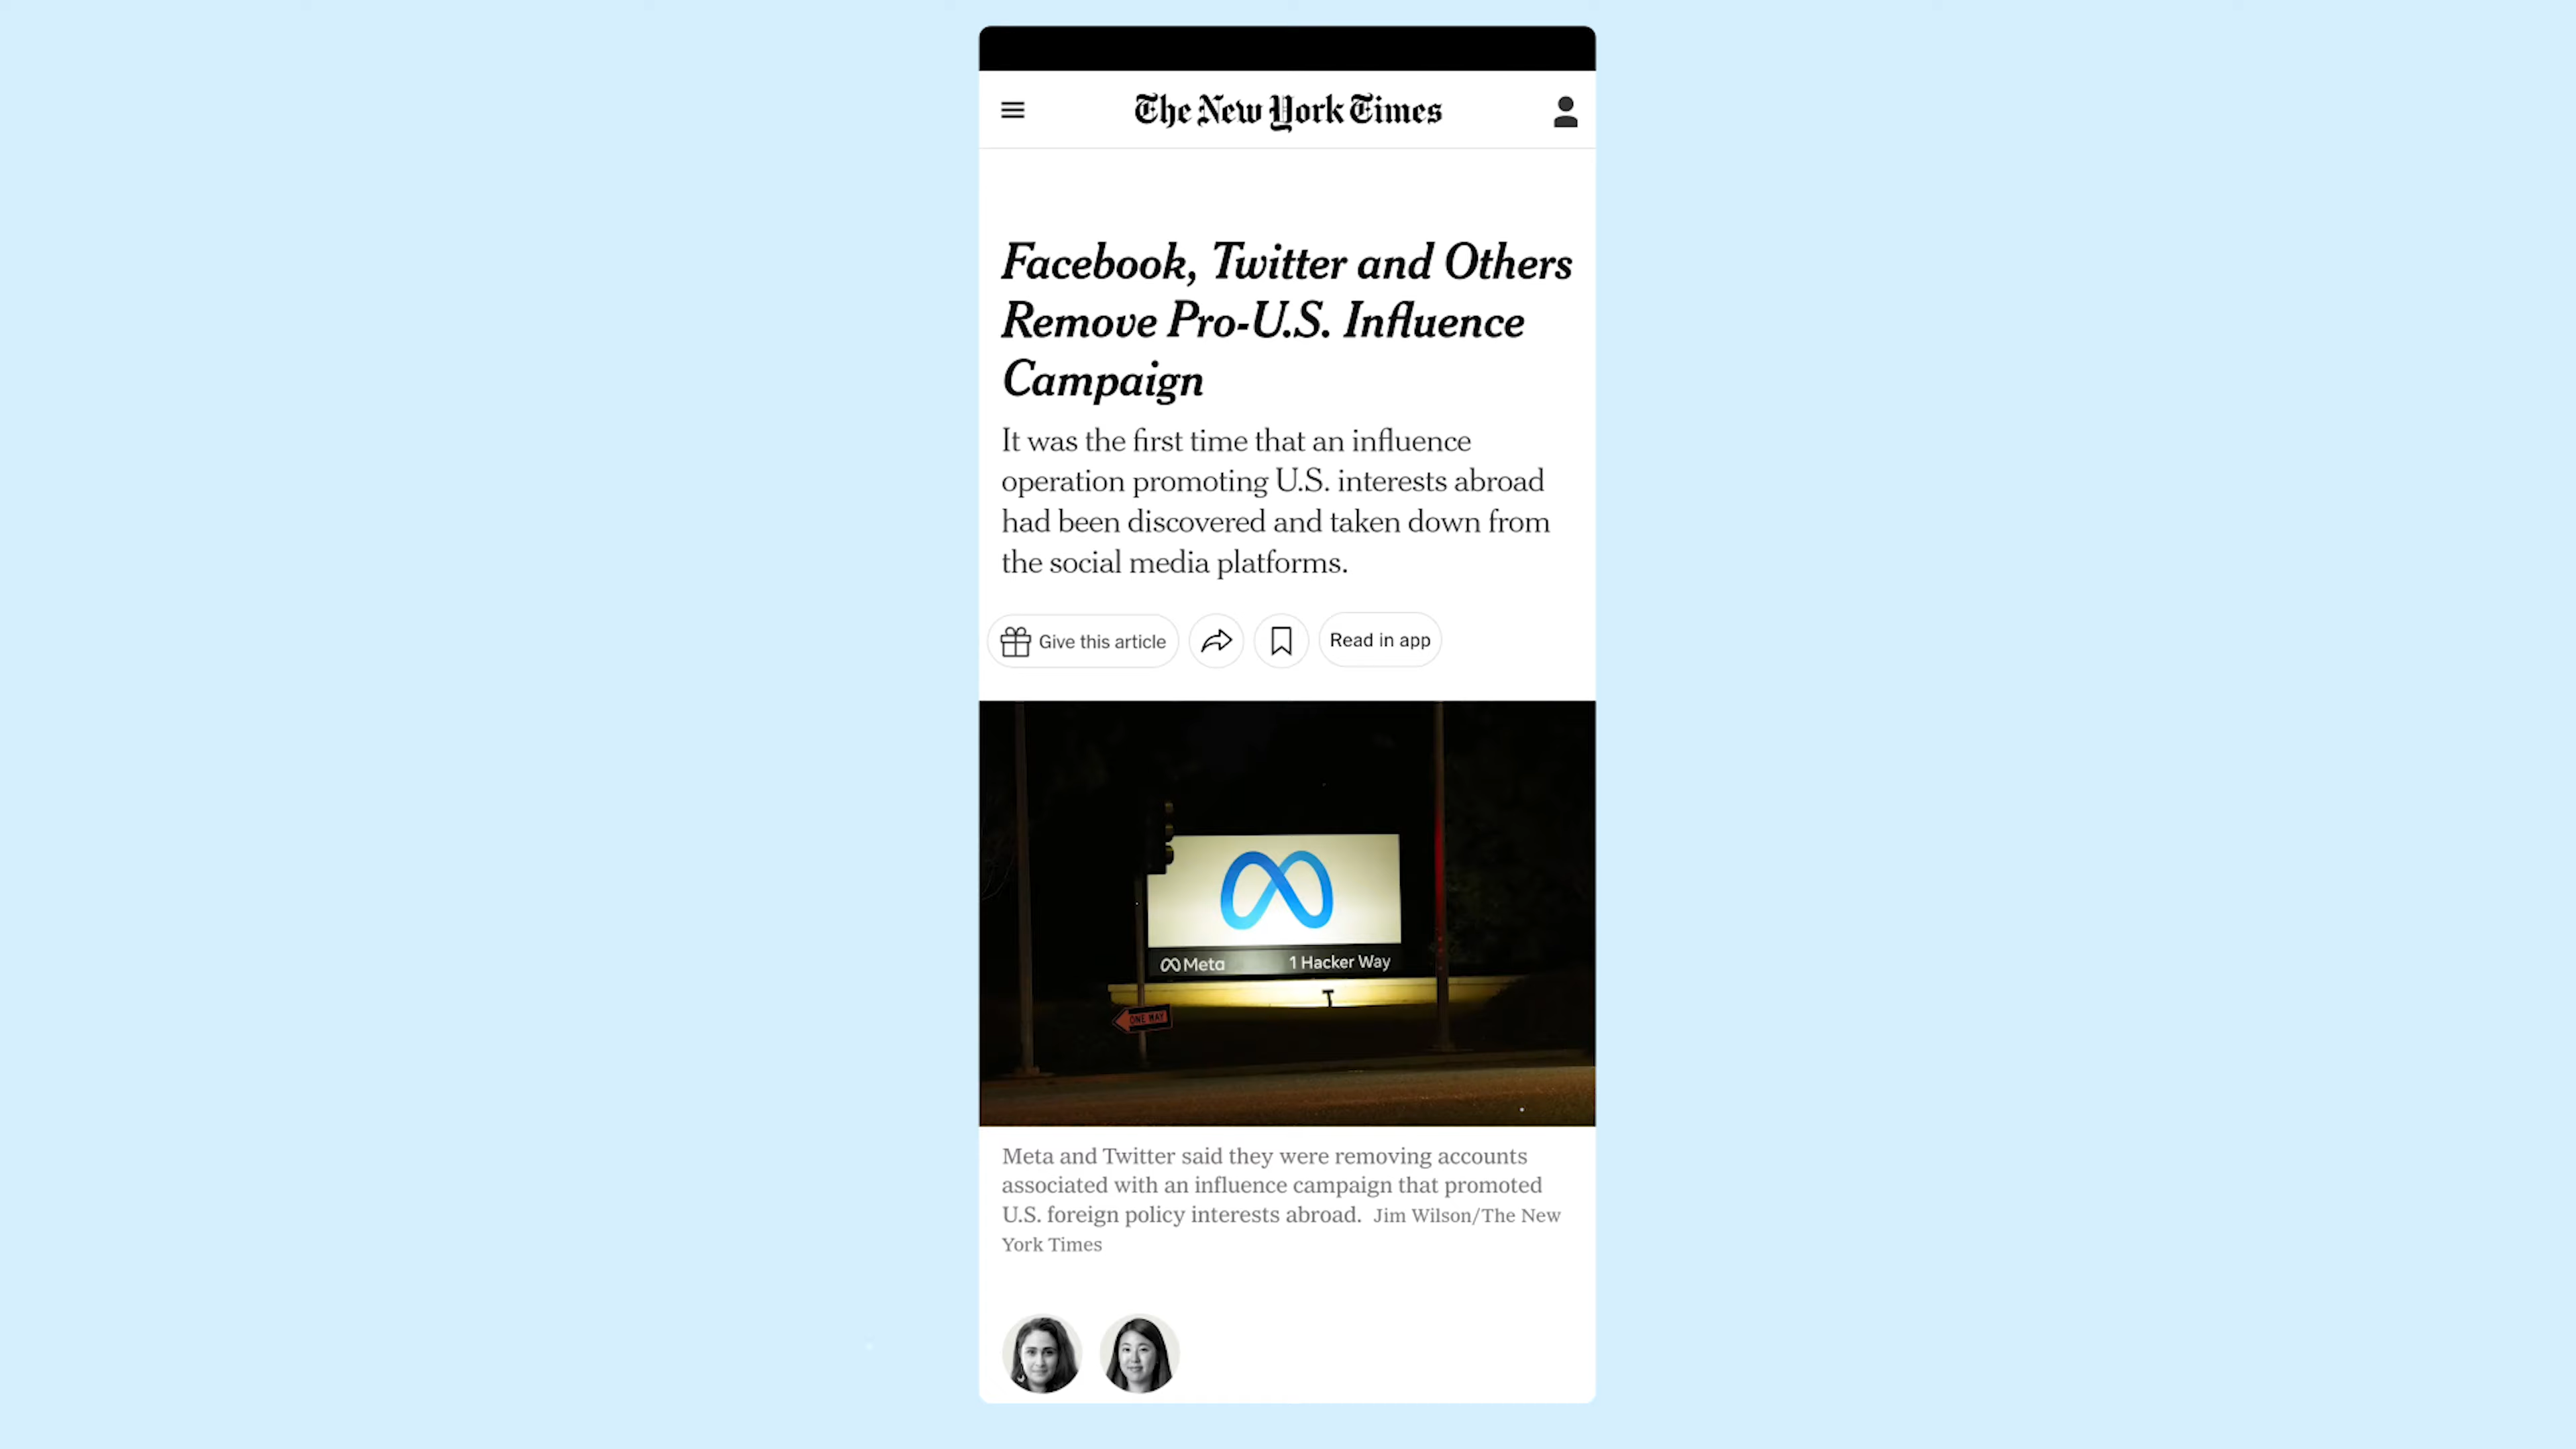 The New York Times
Facebook, Twitter and Others
Remove Pro-U.S. Influence
Campaign
It was the first time that an influence
operation promoting U.S. interests abroad
had been discovered and taken down from
the social media platforms.
Give this article
Read in app
Meta
1 Hacker Way
ONE WAY
Meta and Twitter said they were removing accounts
associated with an influence campaign that promoted
U.S. foreign policy interests abroad. Jim Wilson/The New
York Times